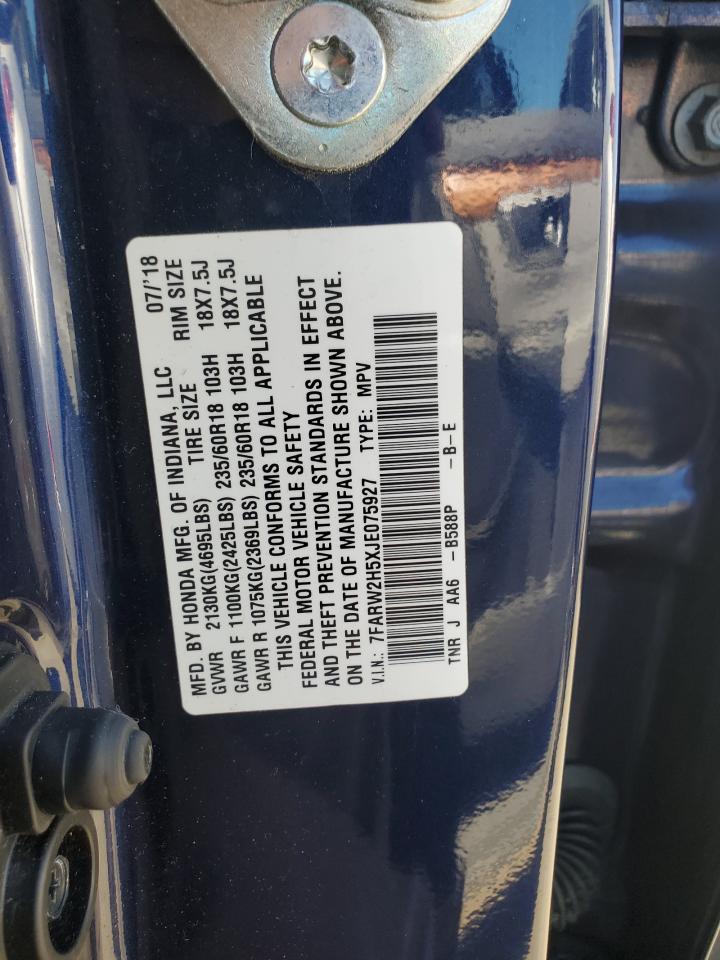 MFD. BY HONDA MFG. OF INDIANA, LLC 07/'18
GVWR 2130KG(4695LBS) TIRE SIZE RIM SIZE
GAWR F 1100KG(2425LBS) 235/60R18 103H 18X7.5J
GAWR R 1075KG(2369LBS) 235/60R18 103H 18X7.5J
THIS VEHICLE CONFORMS TO ALL APPLICABLE
FEDERAL MOTOR VEHICLE SAFETY
AND THEFT PREVENTION STANDARDS IN EFFECT
ON THE DATE OF MANUFACTURE SHOWN ABOVE.
V.I.N.: 7FARW2H5XJE075927 TYPE: MPV
TNR J AA6 -B588P -B-E